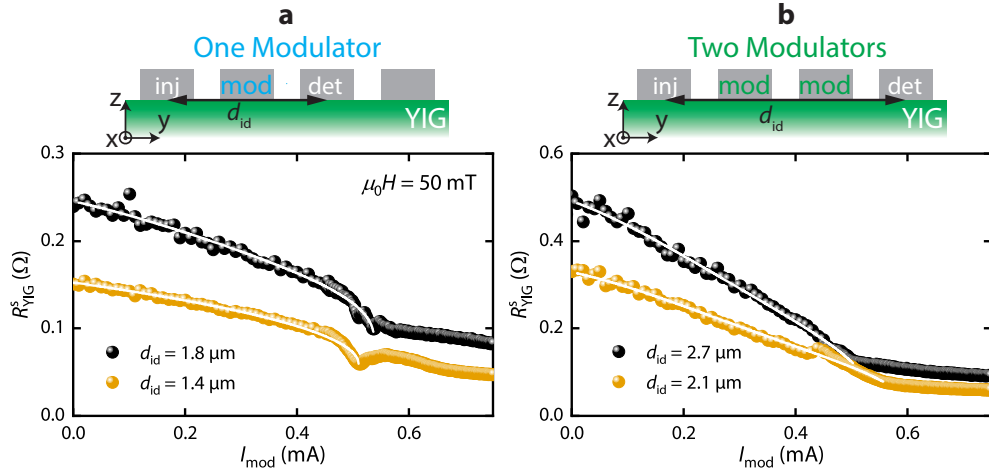 a
One Modulator
inj mod det
z
y
x
d_id
YIG
0.3
0.2
0.1
0.0
R^s_YIG (Ω)
μ₀H = 50 mT
d_id = 1.8 μm
d_id = 1.4 μm
0.0 0.2 0.4 0.6
I_mod (mA)
b
Two Modulators
inj mod mod det
z
y
x
d_id
YIG
0.6
0.4
0.2
0.0
R^s_YIG (Ω)
d_id = 2.7 μm
d_id = 2.1 μm
0.0 0.2 0.4 0.6
I_mod (mA)